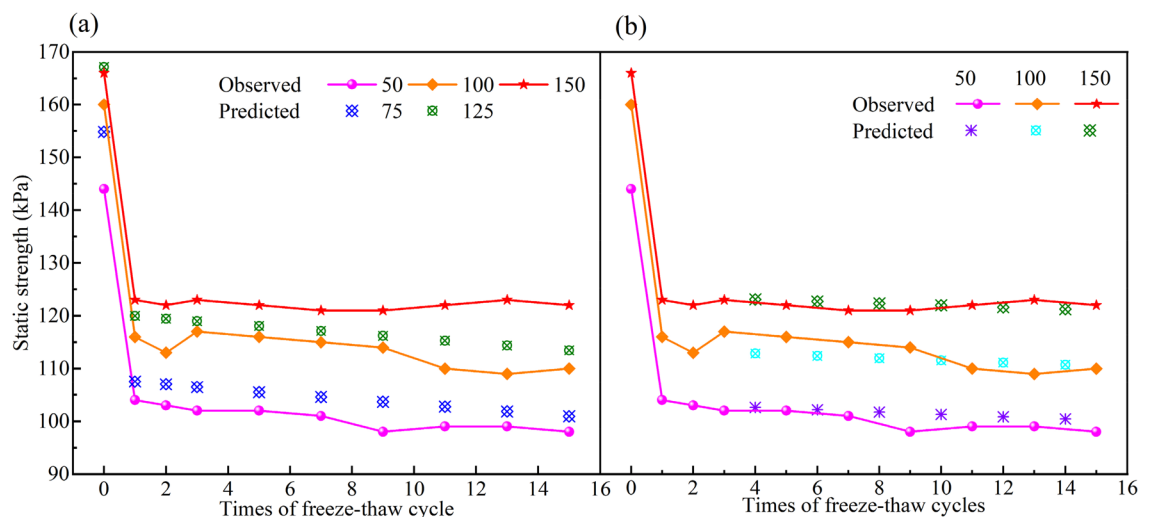 (a)
(b)
Static strength (kPa)
170
160
150
140
130
120
110
100
90
Observed 50 100 150
Predicted 75 125
0 2 4 6 8 10 12 14 16
Times of freeze-thaw cycle
50 100 150
Observed
Predicted
0 2 4 6 8 10 12 14 16
Times of freeze-thaw cycles